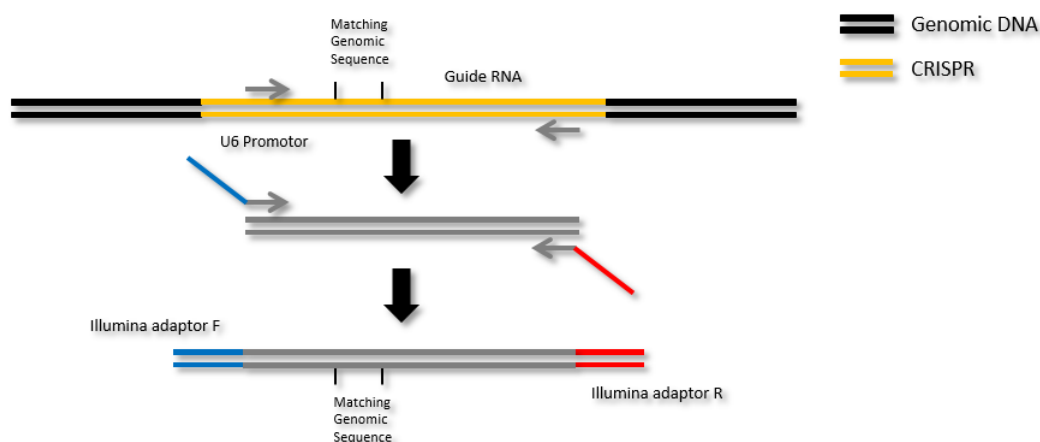 Matching
Genomic
Sequence
Genomic DNA
CRISPR
Guide RNA
U6 Promotor
Illumina adaptor F
Illumina adaptor R
Matching
Genomic
Sequence